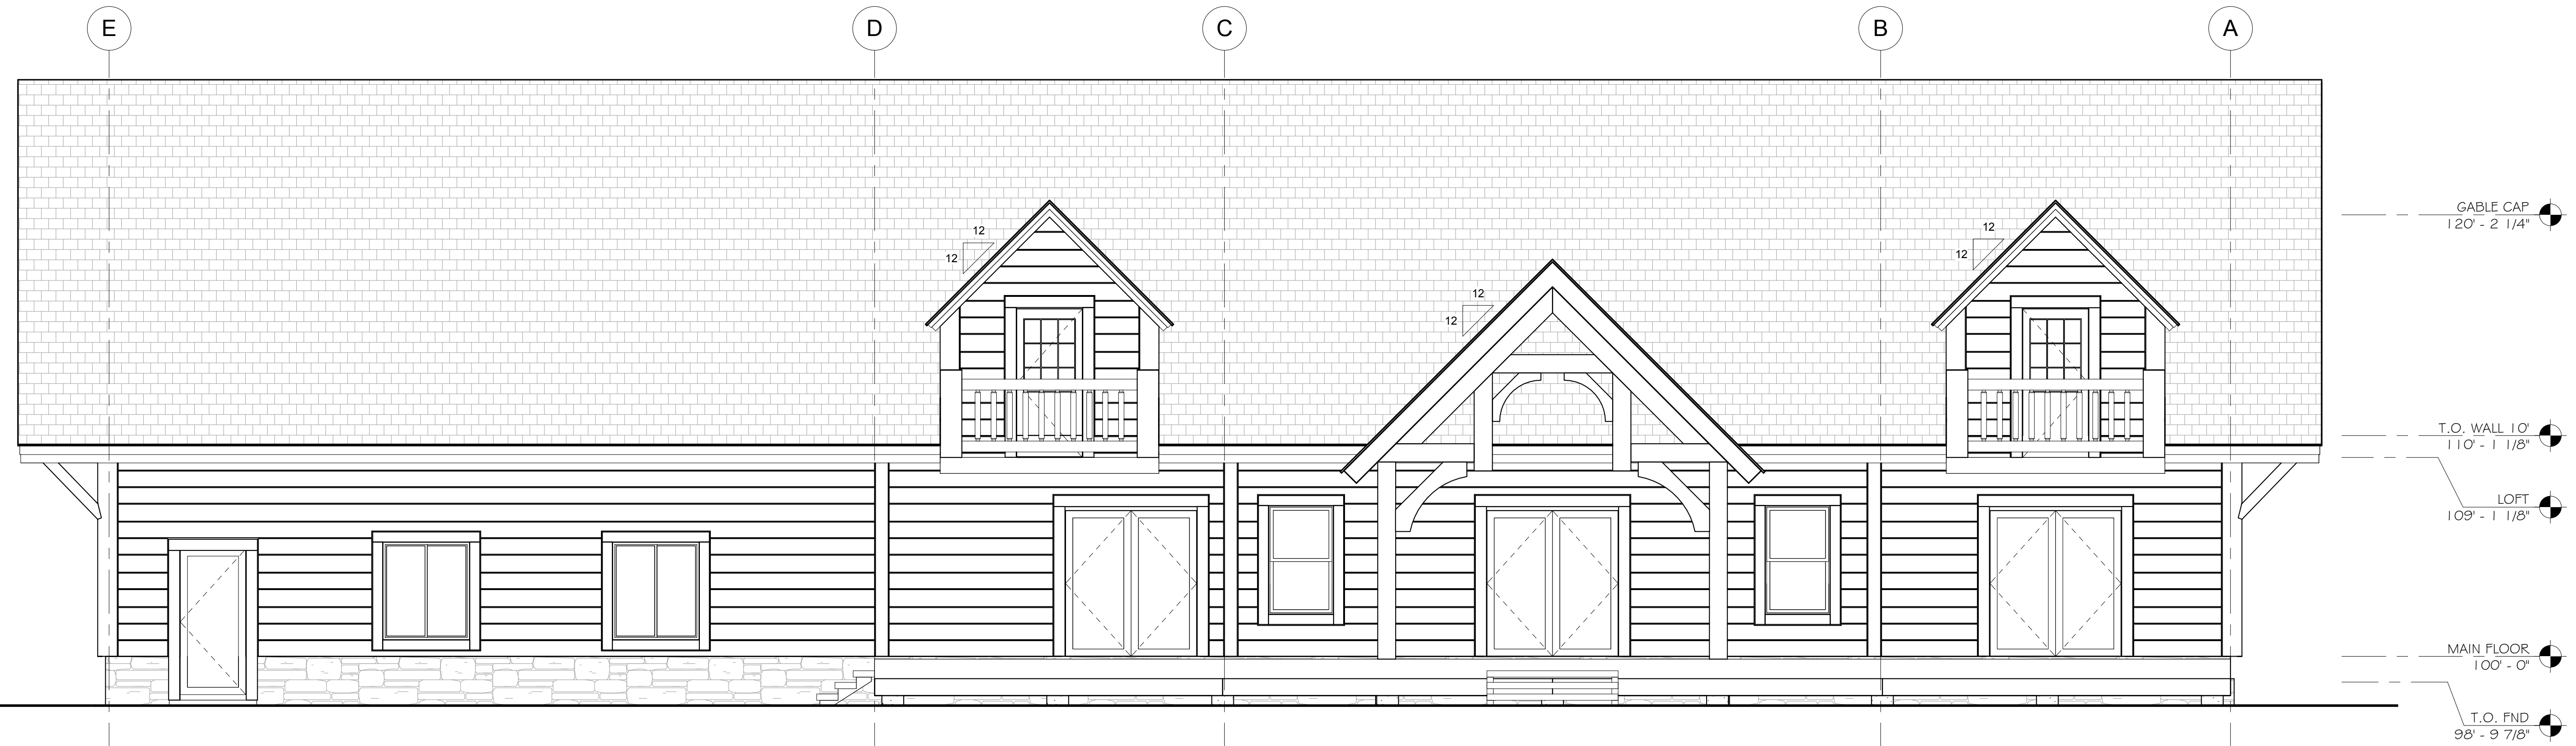 E D C B A
12
12
12
12
12
12
GABLE CAP
120' - 2 1/4"
T.O. WALL 10'
110' - 1 1/8"
LOFT
109' - 1 1/8"
MAIN FLOOR
100' - 0"
T.O. FND
98' - 9 7/8"